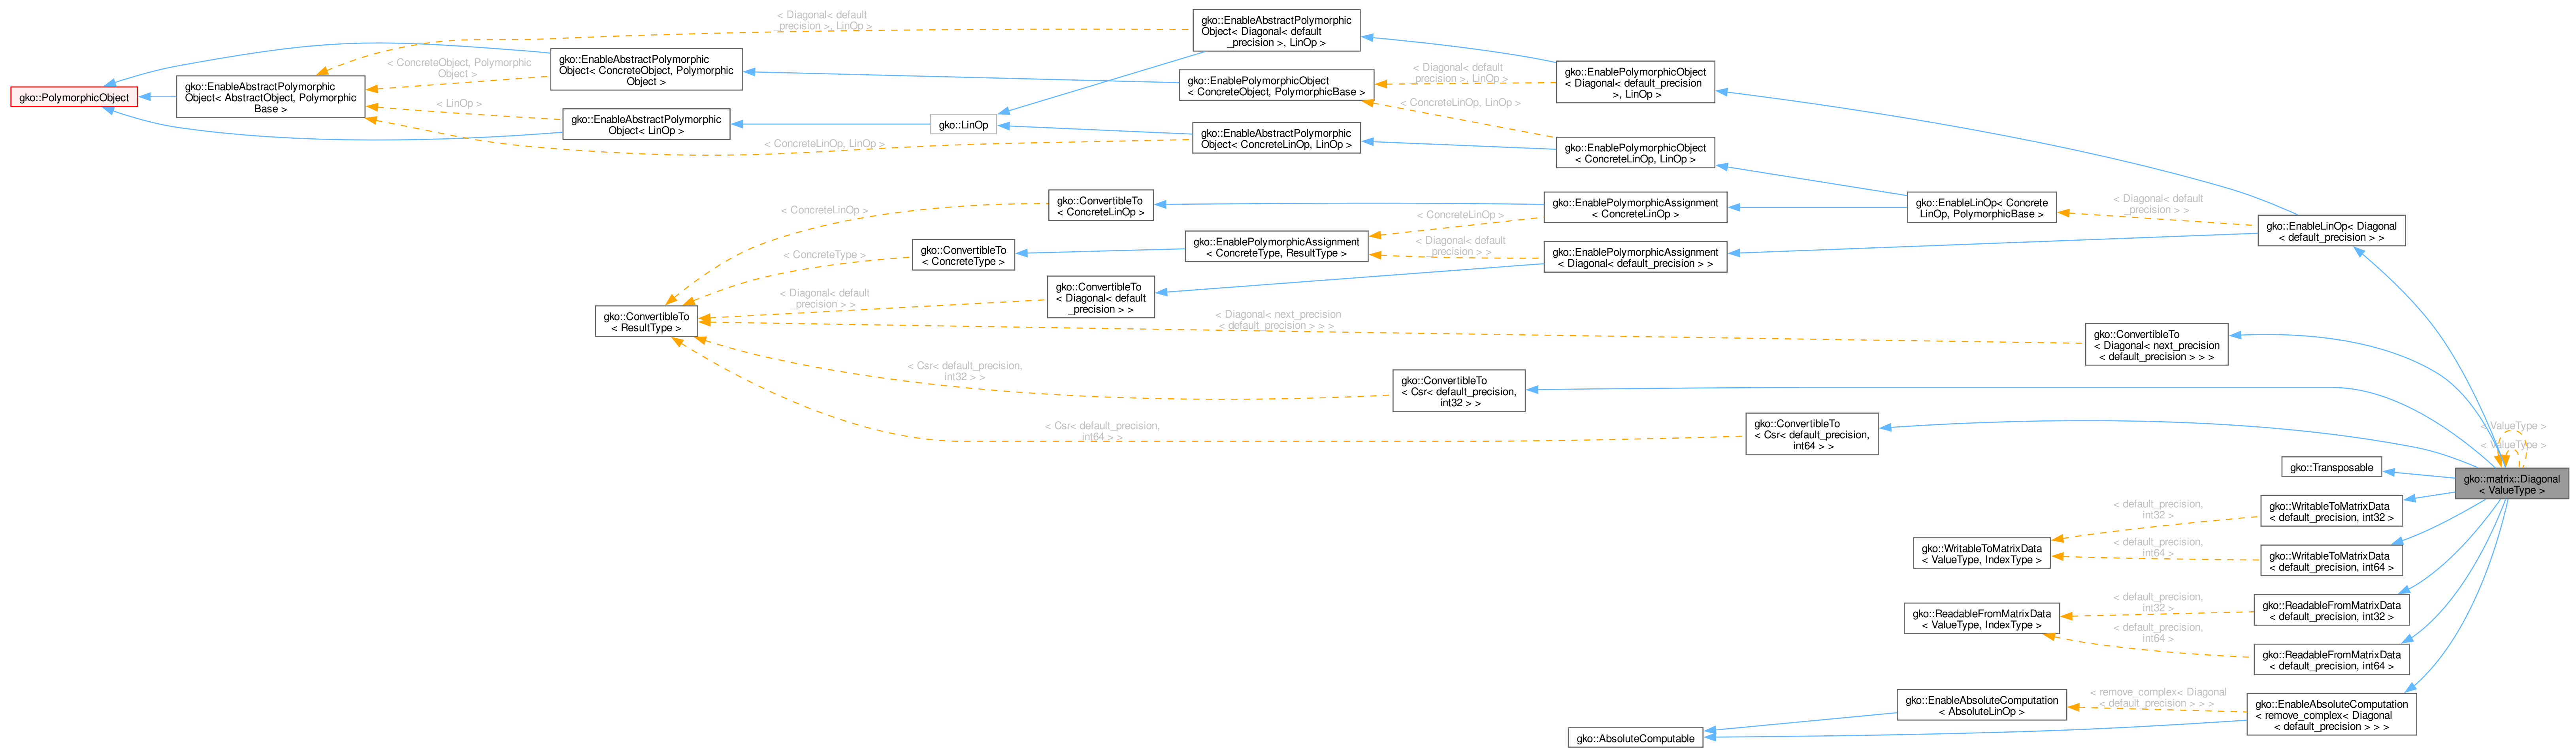 gko::PolymorphicObject
gko::EnableAbstractPolymorphic
Object< AbstractObject, Polymorphic
Base >
< Diagonal< default
_precision >, LinOp >
< ConcreteObject, Polymorphic
Object >
< LinOp >
< ConcreteLinOp, LinOp >
gko::EnableAbstractPolymorphic
Object< ConcreteObject, Polymorphic
Object >
gko::EnableAbstractPolymorphic
Object< LinOp >
gko::LinOp
gko::EnableAbstractPolymorphic
Object< Diagonal< default
_precision >, LinOp >
gko::EnablePolymorphicObject
< ConcreteObject, PolymorphicBase >
gko::EnableAbstractPolymorphic
Object< ConcreteLinOp, LinOp >
< Diagonal< default
_precision >, LinOp >
< ConcreteLinOp, LinOp >
gko::EnablePolymorphicObject
< Diagonal< default_precision
>, LinOp >
gko::EnablePolymorphicObject
< ConcreteLinOp, LinOp >
gko::ConvertibleTo
< ResultType >
< ConcreteLinOp >
< ConcreteType >
< Diagonal< default
_precision > >
gko::ConvertibleTo
< ConcreteLinOp >
gko::ConvertibleTo
< ConcreteType >
gko::ConvertibleTo
< Diagonal< default
_precision > >
gko::EnablePolymorphicAssignment
< ConcreteType, ResultType >
< ConcreteLinOp >
< Diagonal< default
_precision > >
gko::EnablePolymorphicAssignment
< ConcreteLinOp >
gko::EnablePolymorphicAssignment
< Diagonal< default_precision > >
gko::EnableLinOp< Concrete
LinOp, PolymorphicBase >
< Diagonal< default
_precision > >
gko::EnableLinOp< Diagonal
< default_precision > >
< Diagonal< next_precision
< default_precision > > >
gko::ConvertibleTo
< Diagonal< next_precision
< default_precision > > >
< Csr< default_precision,
int32 > >
gko::ConvertibleTo
< Csr< default_precision,
int32 > >
< Csr< default_precision,
int64 > >
gko::ConvertibleTo
< Csr< default_precision,
int64 > >
< ValueType >
< ValueType >
gko::matrix::Diagonal
< ValueType >
gko::Transposable
gko::WritableToMatrixData
< default_precision, int32 >
< default_precision,
int32 >
gko::WritableToMatrixData
< ValueType, IndexType >
< default_precision,
int64 >
gko::WritableToMatrixData
< default_precision, int64 >
gko::ReadableFromMatrixData
< ValueType, IndexType >
< default_precision,
int32 >
gko::ReadableFromMatrixData
< default_precision, int32 >
< default_precision,
int64 >
gko::ReadableFromMatrixData
< default_precision, int64 >
gko::EnableAbsoluteComputation
< AbsoluteLinOp >
< remove_complex< Diagonal
< default_precision > > >
gko::EnableAbsoluteComputation
< remove_complex< Diagonal
< default_precision > > >
gko::AbsoluteComputable